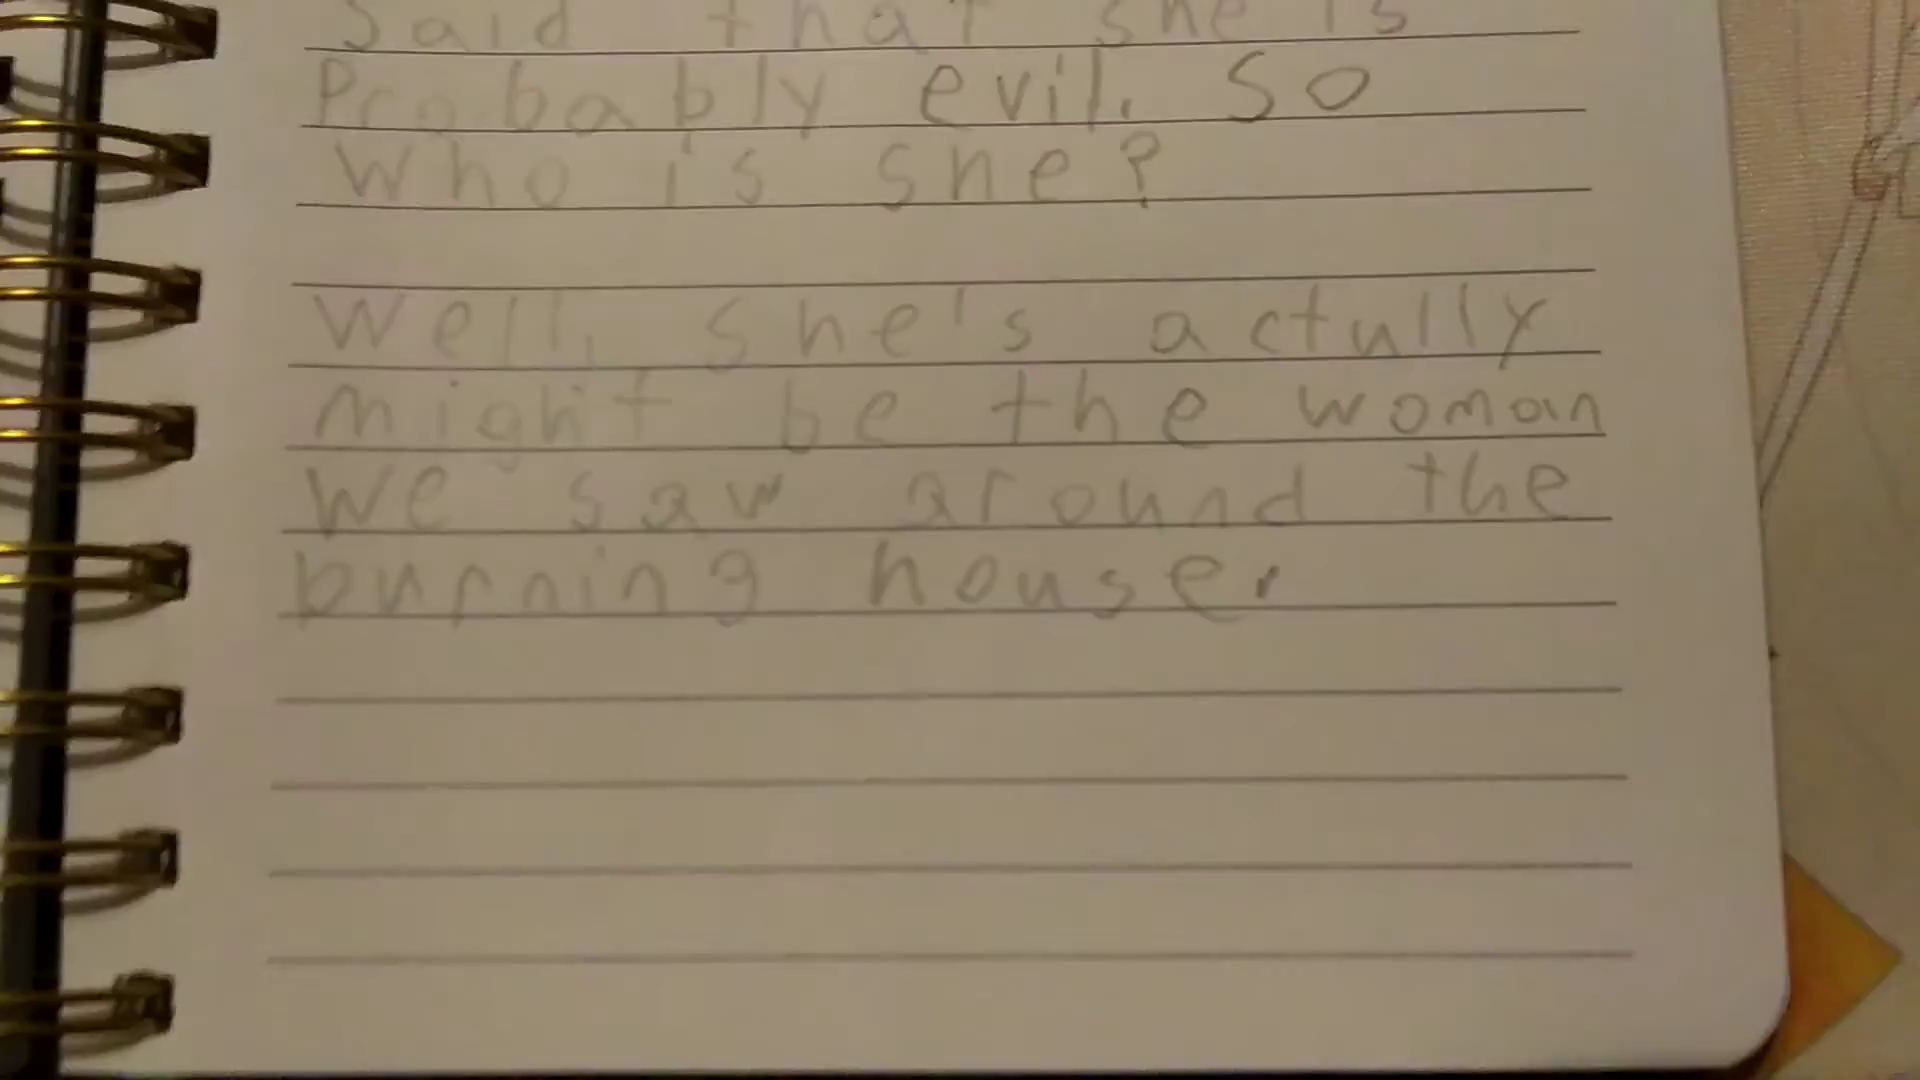 Said that she is
Probably evil. So
Who is she?
Well, she's actully
might be the woman
We saw around the
burning house.